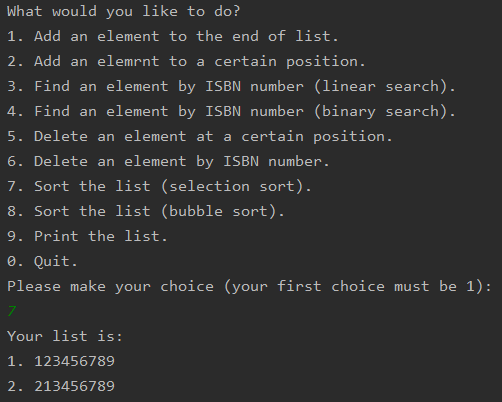 What would you like to do?
1. Add an element to the end of list.
2. Add an elemrnt to a certain position.
3. Find an element by ISBN number (linear search).
4. Find an element by ISBN number (binary search).
5. Delete an element at a certain position.
6. Delete an element by ISBN number.
7. Sort the list (selection sort).
8. Sort the list (bubble sort).
9. Print the list.
0. Quit.
Please make your choice (your first choice must be 1):
7
Your list is:
1. 123456789
2. 213456789